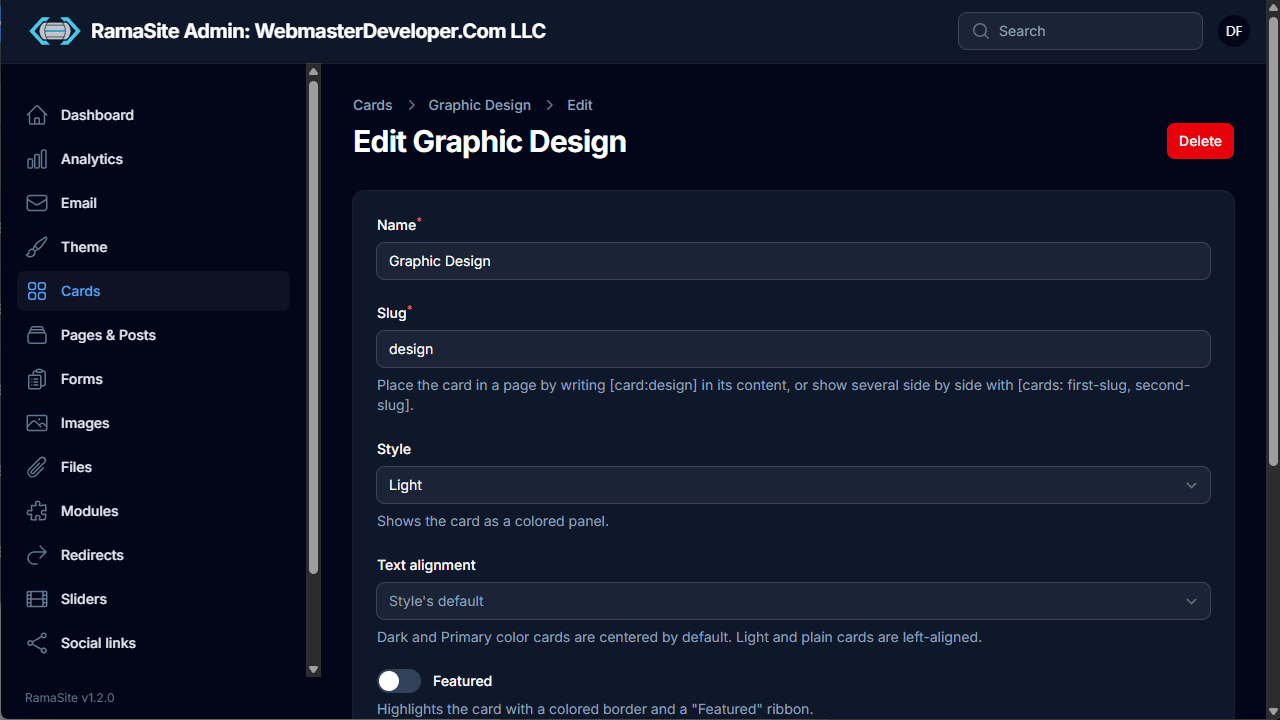 RamaSite Admin: WebmasterDeveloper.Com LLC
Search
DF
Dashboard
Analytics
Email
Theme
Cards
Pages & Posts
Forms
Images
Files
Modules
Redirects
Sliders
Social links
RamaSite v1.2.0
Cards > Graphic Design > Edit
Edit Graphic Design
Delete
Name*
Graphic Design
Slug*
design
Place the card in a page by writing [card:design] in its content, or show several side by side with [cards: first-slug, second-
slug].
Style
Light
Shows the card as a colored panel.
Text alignment
Style's default
Dark and Primary color cards are centered by default. Light and plain cards are left-aligned.
Featured
Highlights the card with a colored border and a "Featured" ribbon.